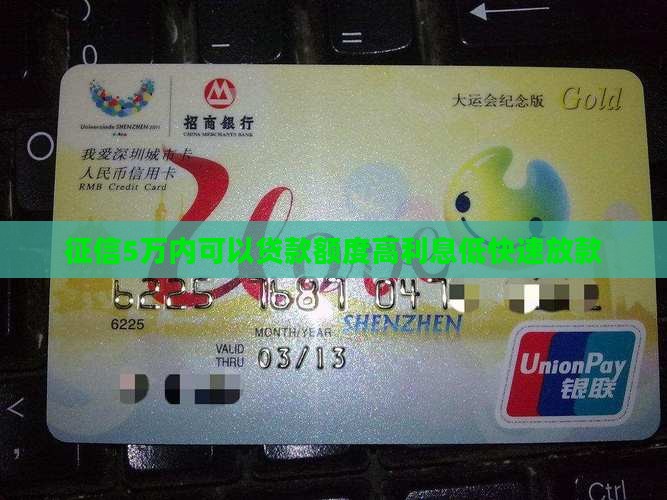 Universiade SHENZHEN 2011
招商银行
CHINA MERCHANTS BANK
大运会纪念版 Gold
我爱深圳城市卡
人民币信用卡
RMB Credit Card
征信5万内可以贷款额度高利息低快速放款
6225
MONTH/YEAR
SHENZHEN
VALID
THRU 03/13
UnionPay
银联
Ctrl